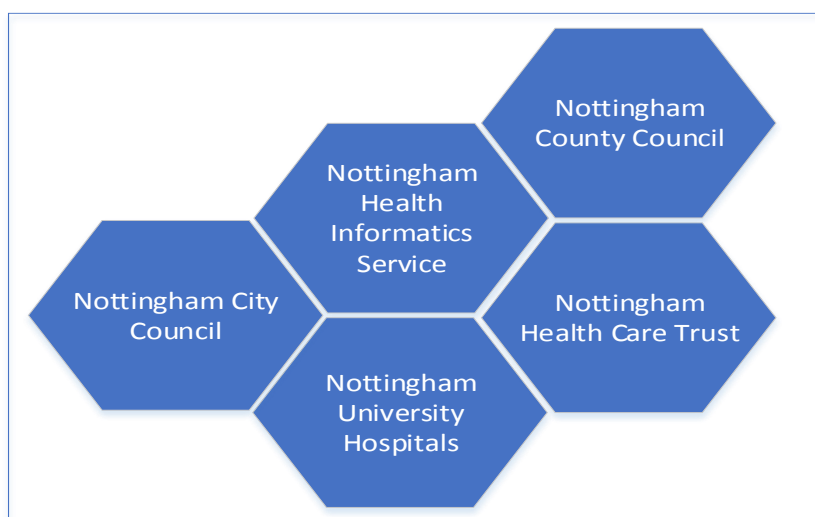 Nottingham
County Council
Nottingham
Health
Informatics
Service
Nottingham City
Council
Nottingham
Health Care Trust
Nottingham
University
Hospitals